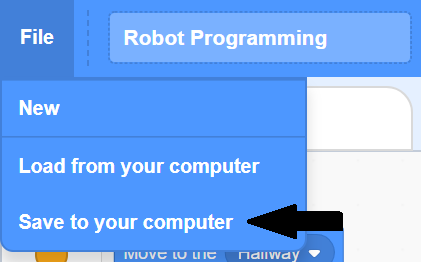 File
Robot Programming
New
Load from your computer
Save to your computer
Move to the Hallway